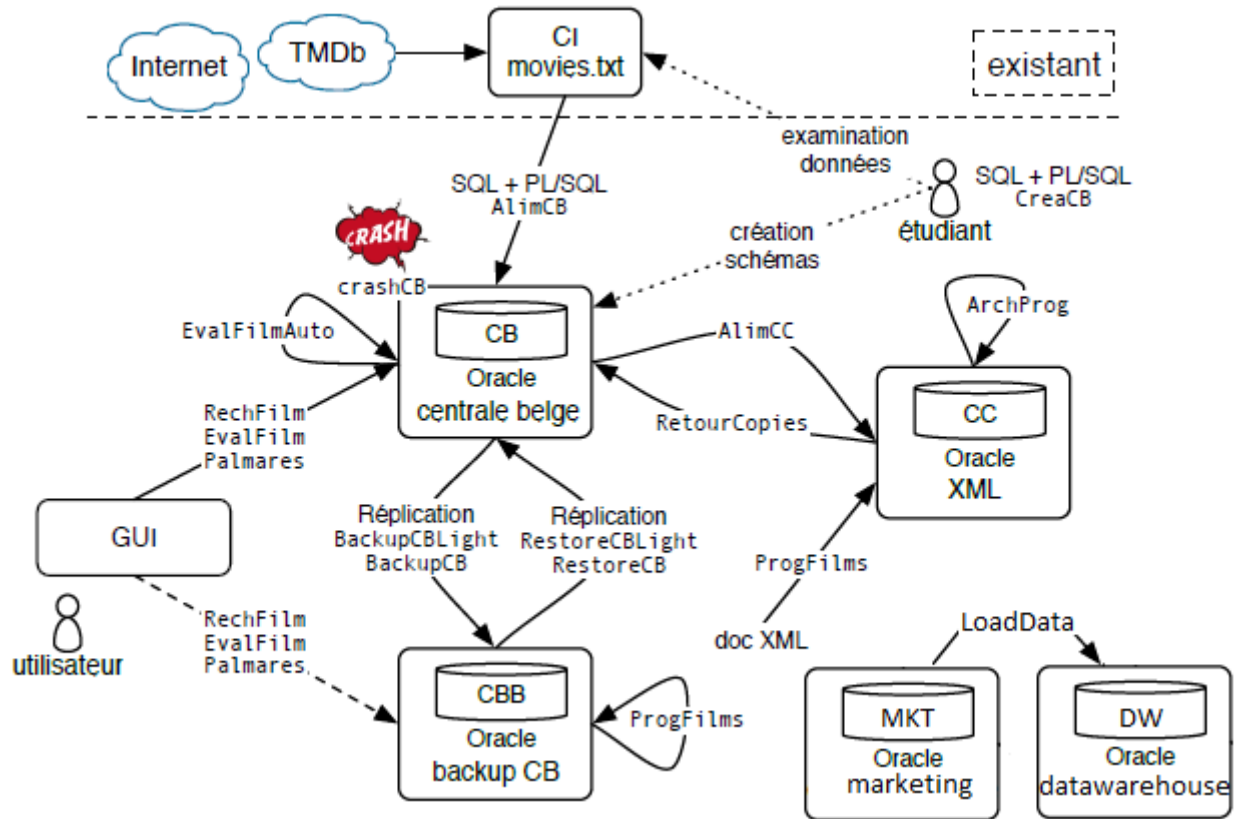 Internet
TMDb
CI
movies.txt
existant
examination
données
SQL + PL/SQL
AlimCB
SQL + PL/SQL
CreaCB
étudiant
création
schémas
CRASH
crashCB
EvalFilmAuto
CB
Oracle
centrale belge
AlimCC
RetourCopies
ArchProg
CC
Oracle
XML
RechFilm
EvalFilm
Palmares
GUI
utilisateur
Réplication
BackupCBLight
BackupCB
Réplication
RestoreCBLight
RestoreCB
ProgFilms
doc XML
RechFilm
EvalFilm
Palmares
CBB
Oracle
backup CB
ProgFilms
LoadData
MKT
Oracle
marketing
DW
Oracle
datawarehouse